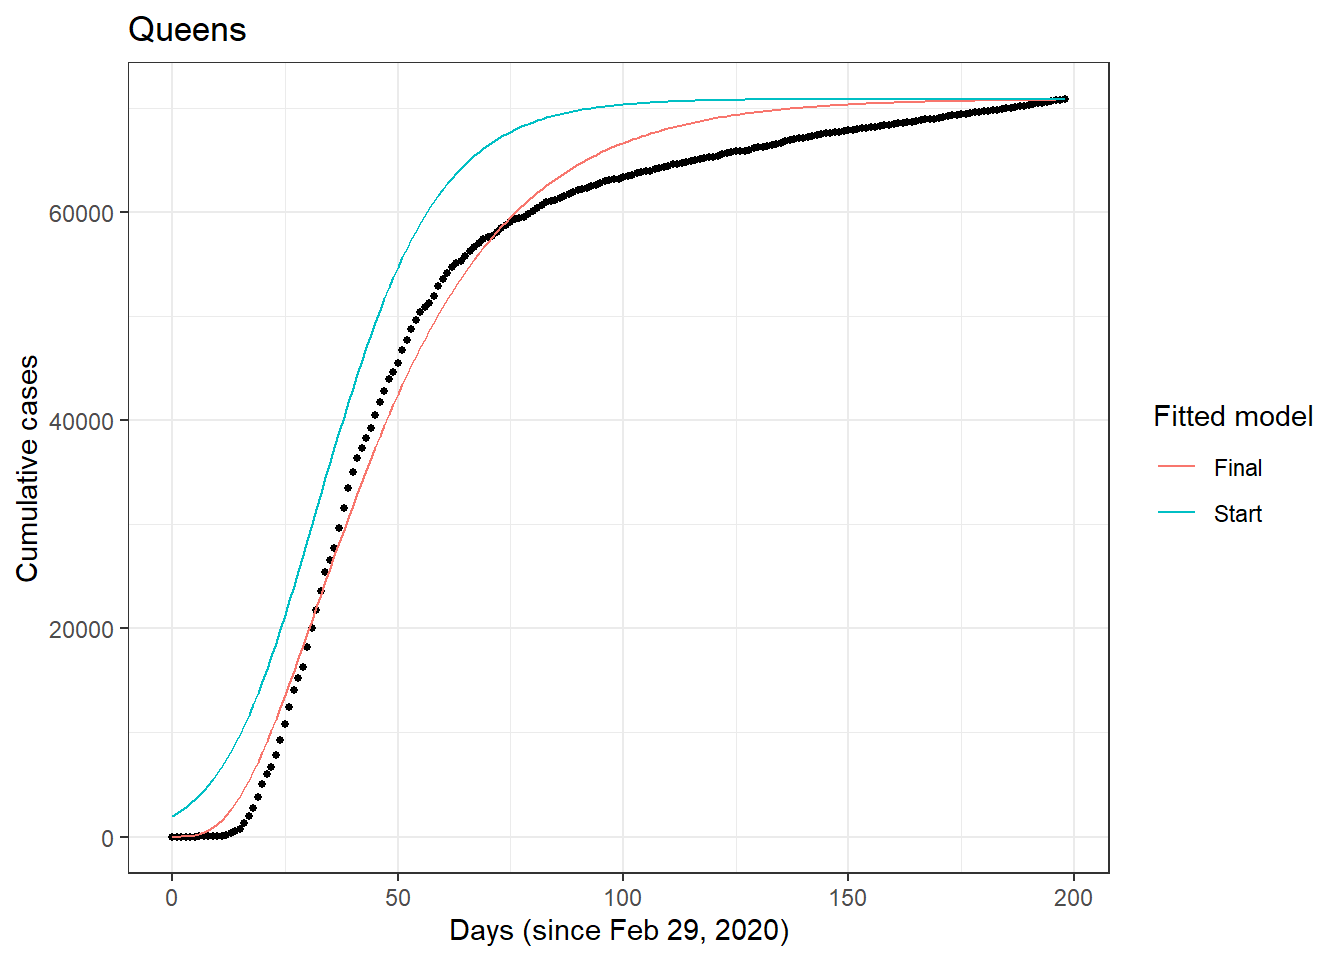 Queens
60000
40000
20000
0
Cumulative cases
0 50 100 150 200
Days (since Feb 29, 2020)
Fitted model
Final
Start